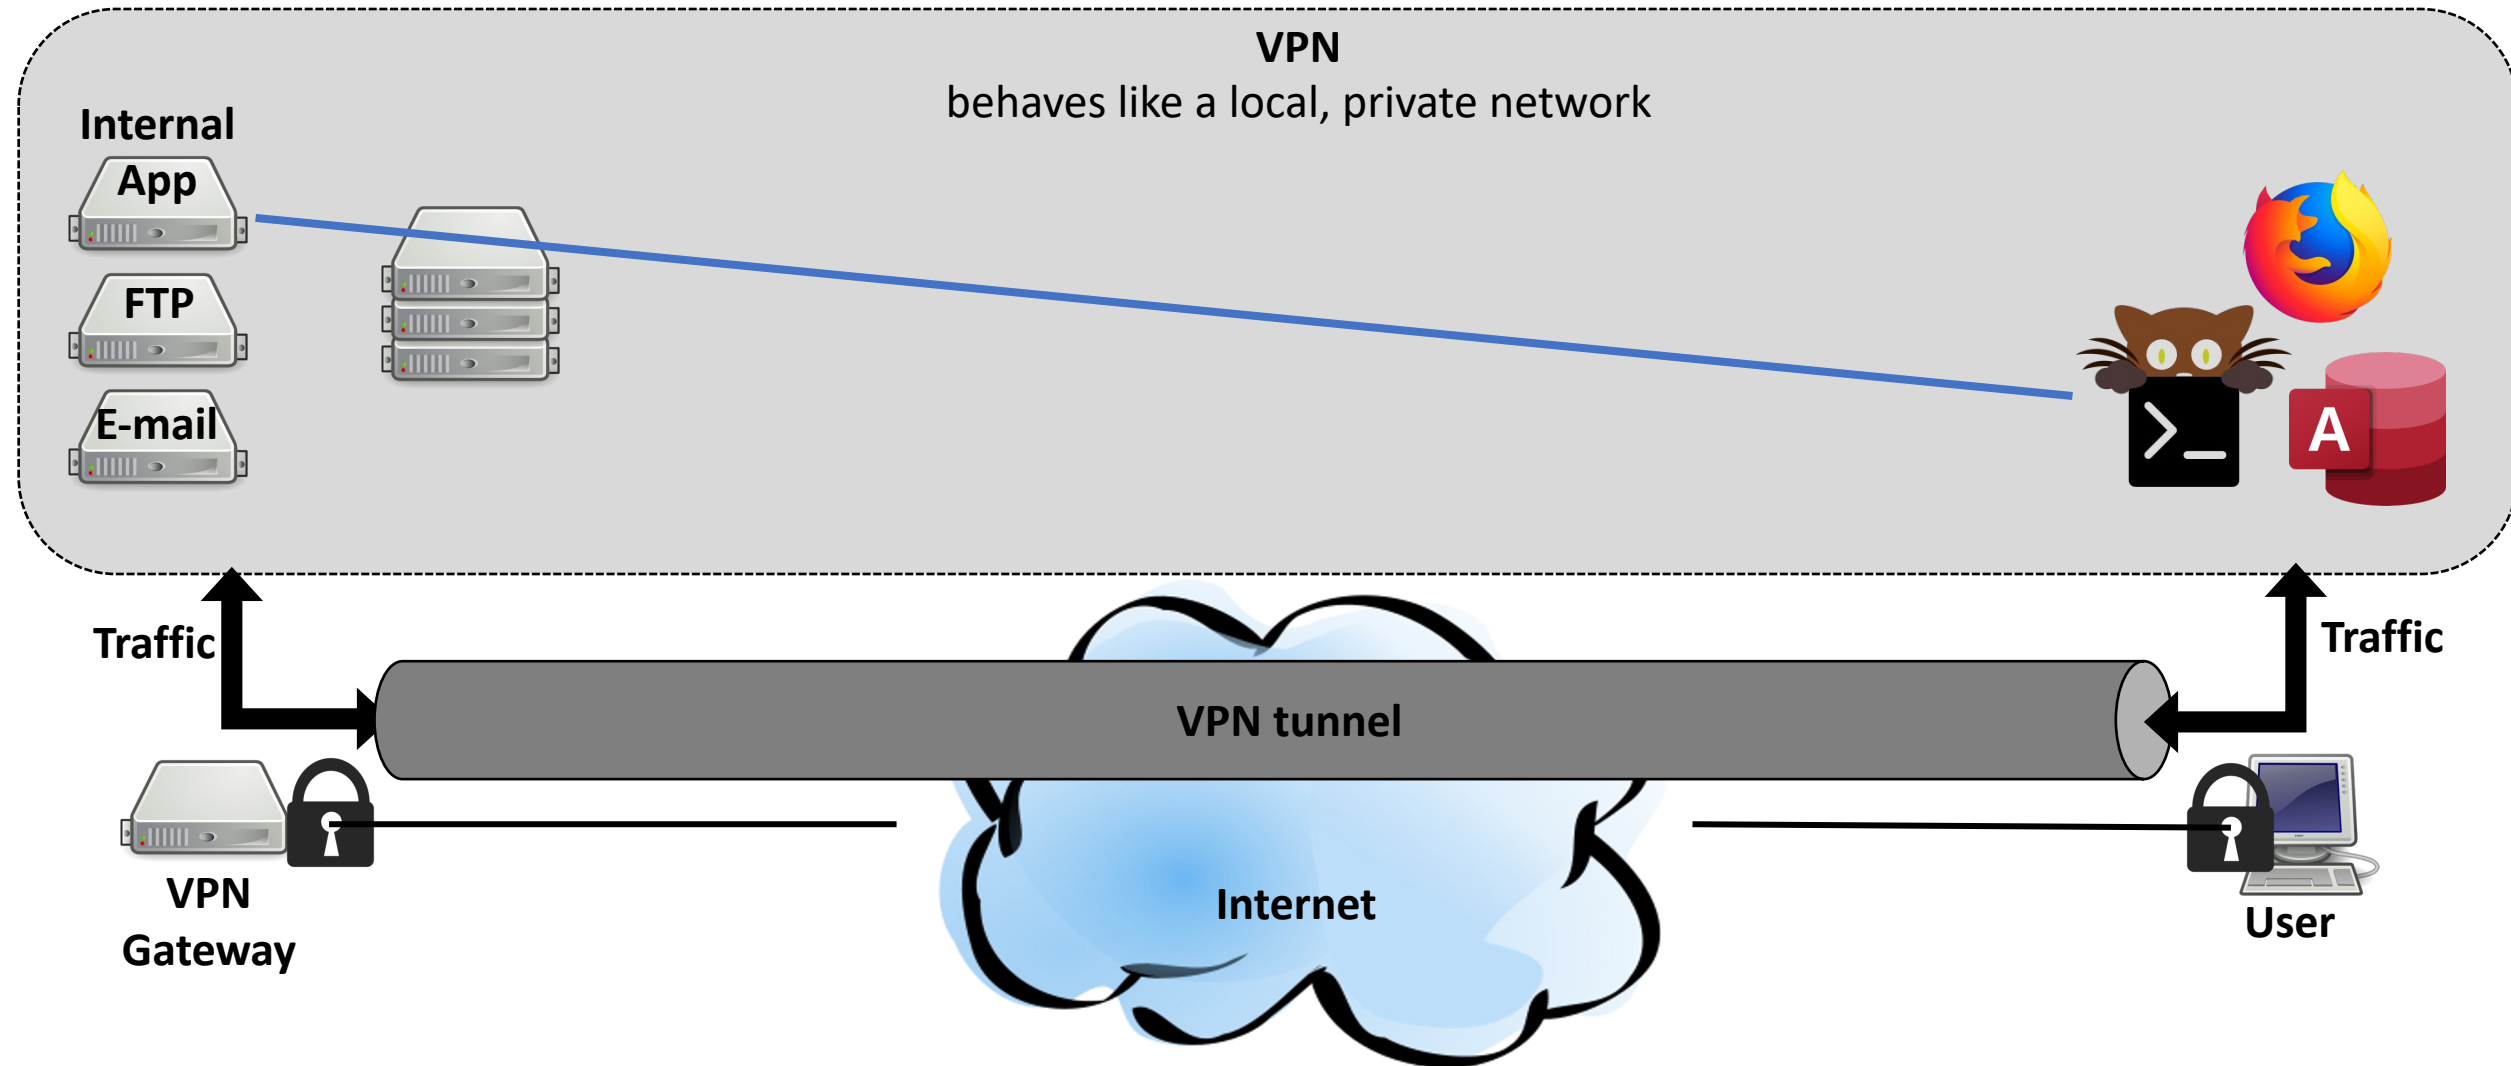 VPN
behaves like a local, private network
Internal
App
FTP
E-mail
>_
A
Traffic
Traffic
VPN tunnel
VPN
Gateway
Internet
User